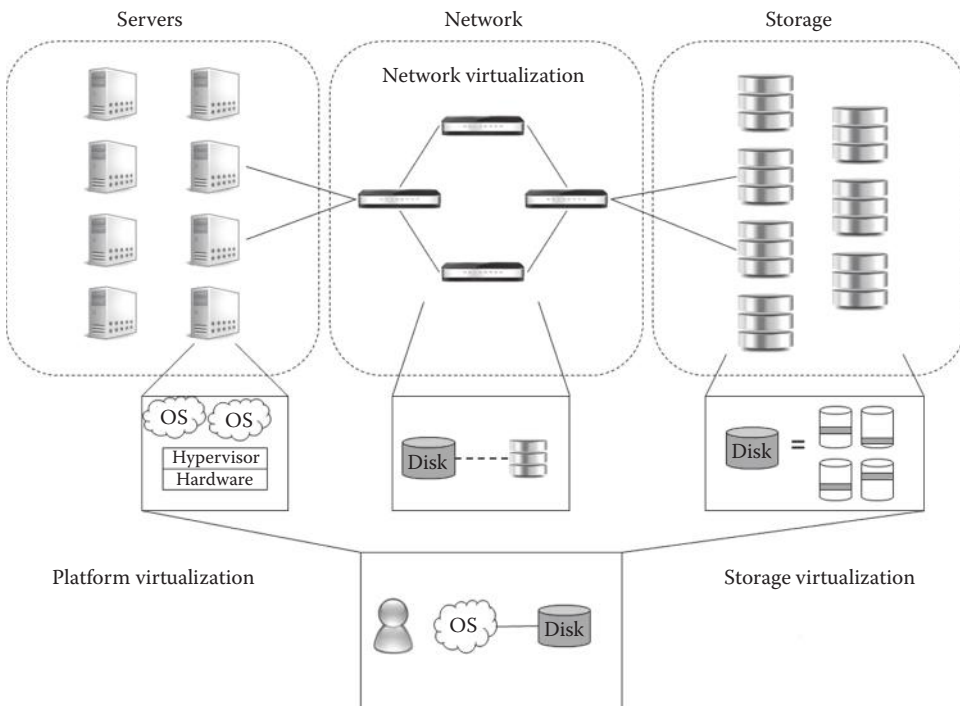 Servers
Network
Storage
Network virtualization
OS
OS
Hypervisor
Hardware
Disk
Disk
=
Platform virtualization
Storage virtualization
OS
Disk